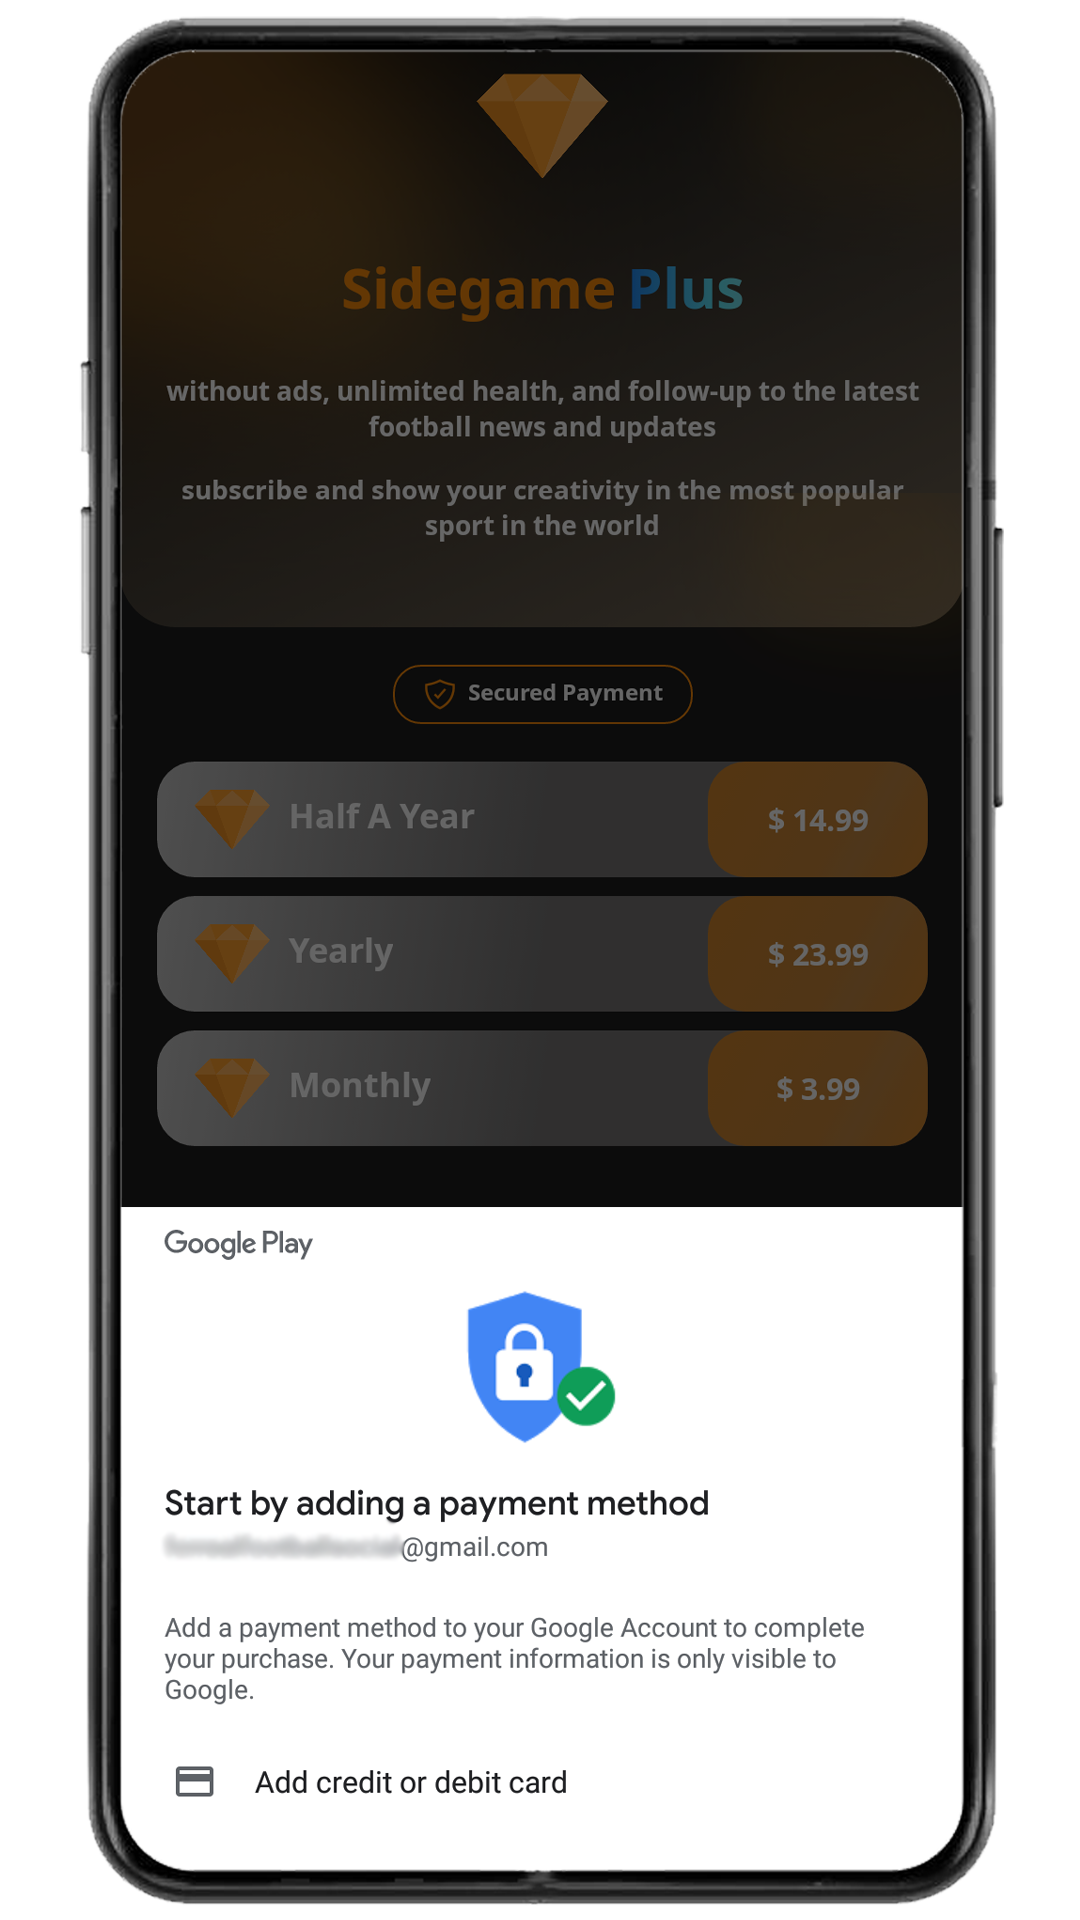 Sidegame Plus
without ads, unlimited health, and follow-up to the latest
football news and updates
subscribe and show your creativity in the most popular
sport in the world
Secured Payment
Half A Year
$ 14.99
Yearly
$ 23.99
Monthly
$ 3.99
Google Play
Start by adding a payment method
@gmail.com
Add a payment method to your Google Account to complete
your purchase. Your payment information is only visible to
Google.
Add credit or debit card